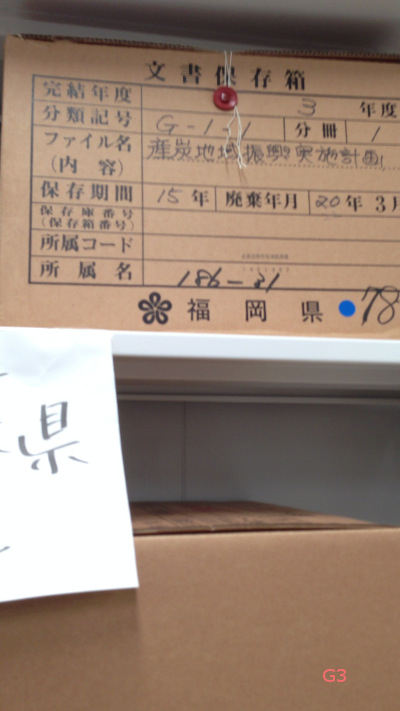 文書保存箱
完結年度 3 年度
分類記号 G-1-1 分冊 1
ファイル名 産炭地域振興実施計画
(内 容)
保存期間 15 年 廃棄年月 20年 3月
保存庫番号
(保存箱番号)
所属コード
所属名 186-31
福岡県 78
県
G3